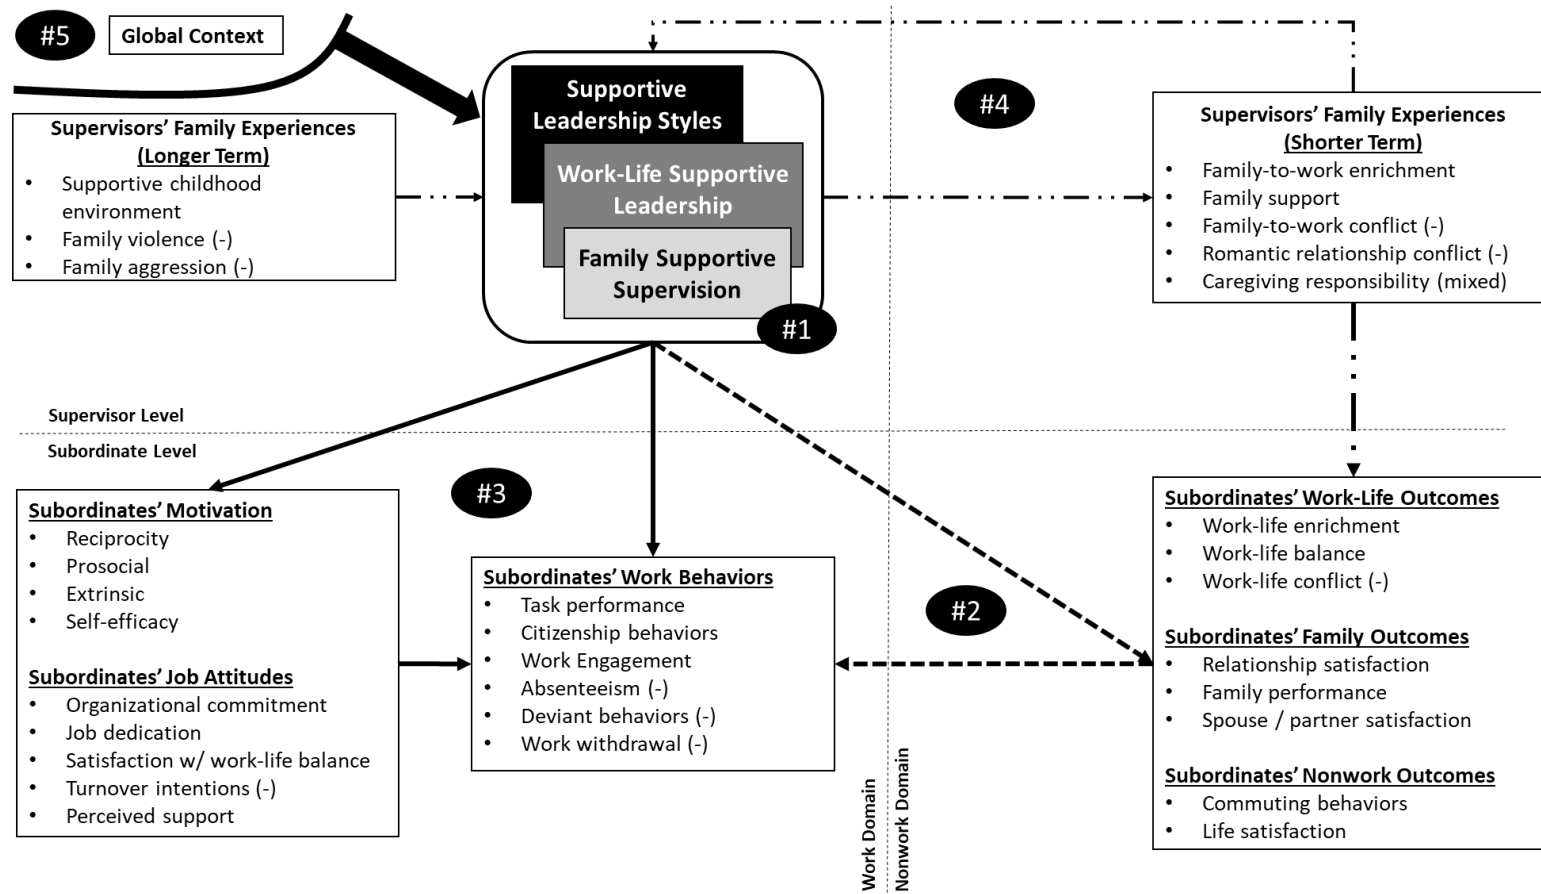 #5
Global Context
Supervisors’ Family Experiences
(Longer Term)
• Supportive childhood
environment
• Family violence (-)
• Family aggression (-)
Supportive
Leadership Styles
Work-Life Supportive
Leadership
Family Supportive
Supervision
#1
#4
Supervisors’ Family Experiences
(Shorter Term)
• Family-to-work enrichment
• Family support
• Family-to-work conflict (-)
• Romantic relationship conflict (-)
• Caregiving responsibility (mixed)
Supervisor Level
Subordinate Level
Subordinates’ Motivation
• Reciprocity
• Prosocial
• Extrinsic
• Self-efficacy
Subordinates’ Job Attitudes
• Organizational commitment
• Job dedication
• Satisfaction w/ work-life balance
• Turnover intentions (-)
• Perceived support
#3
Subordinates’ Work Behaviors
• Task performance
• Citizenship behaviors
• Work Engagement
• Absenteeism (-)
• Deviant behaviors (-)
• Work withdrawal (-)
#2
Work Domain
Nonwork Domain
Subordinates’ Work-Life Outcomes
• Work-life enrichment
• Work-life balance
• Work-life conflict (-)
Subordinates’ Family Outcomes
• Relationship satisfaction
• Family performance
• Spouse / partner satisfaction
Subordinates’ Nonwork Outcomes
• Commuting behaviors
• Life satisfaction